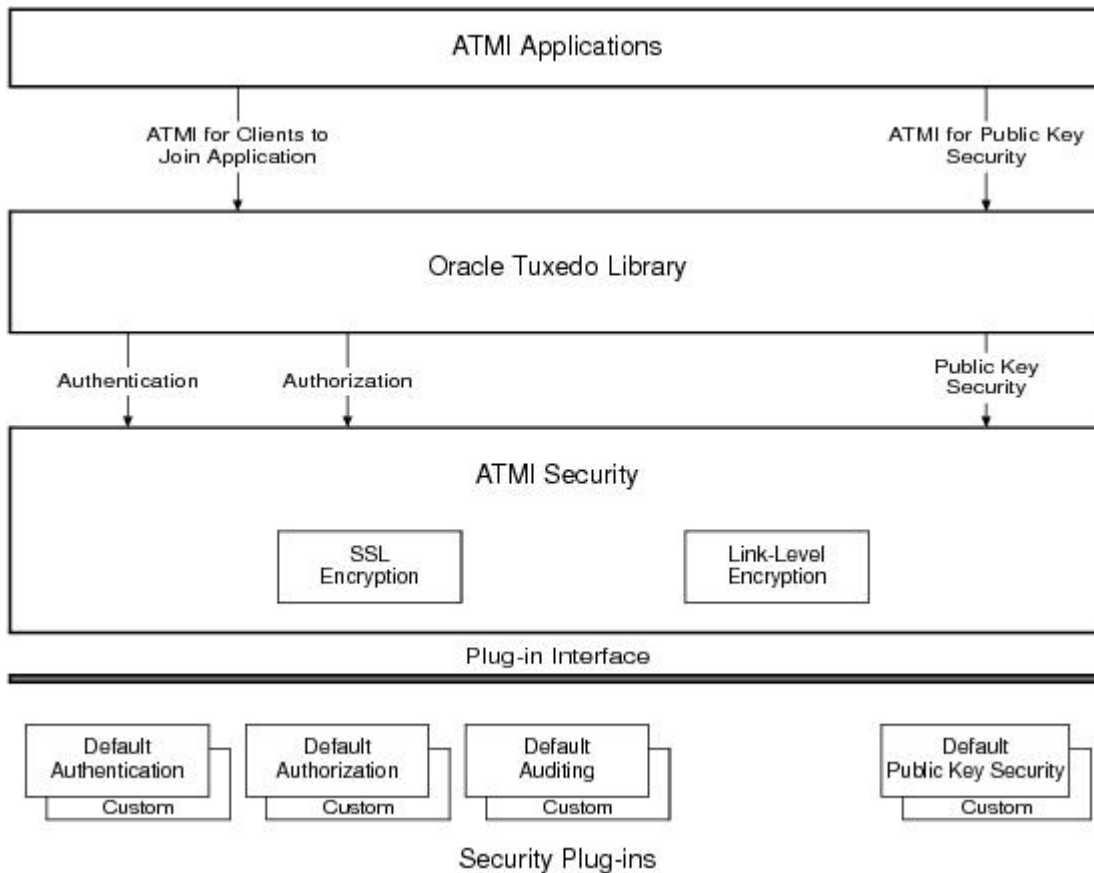 ATMI Applications
ATMI for Clients to
Join Application
ATMI for Public Key
Security
Oracle Tuxedo Library
Authentication
Authorization
Public Key
Security
ATMI Security
SSL
Encryption
Link-Level
Encryption
Plug-in Interface
Default
Authentication
Custom
Default
Authorization
Custom
Default
Auditing
Custom
Default
Public Key Security
Custom
Security Plug-ins